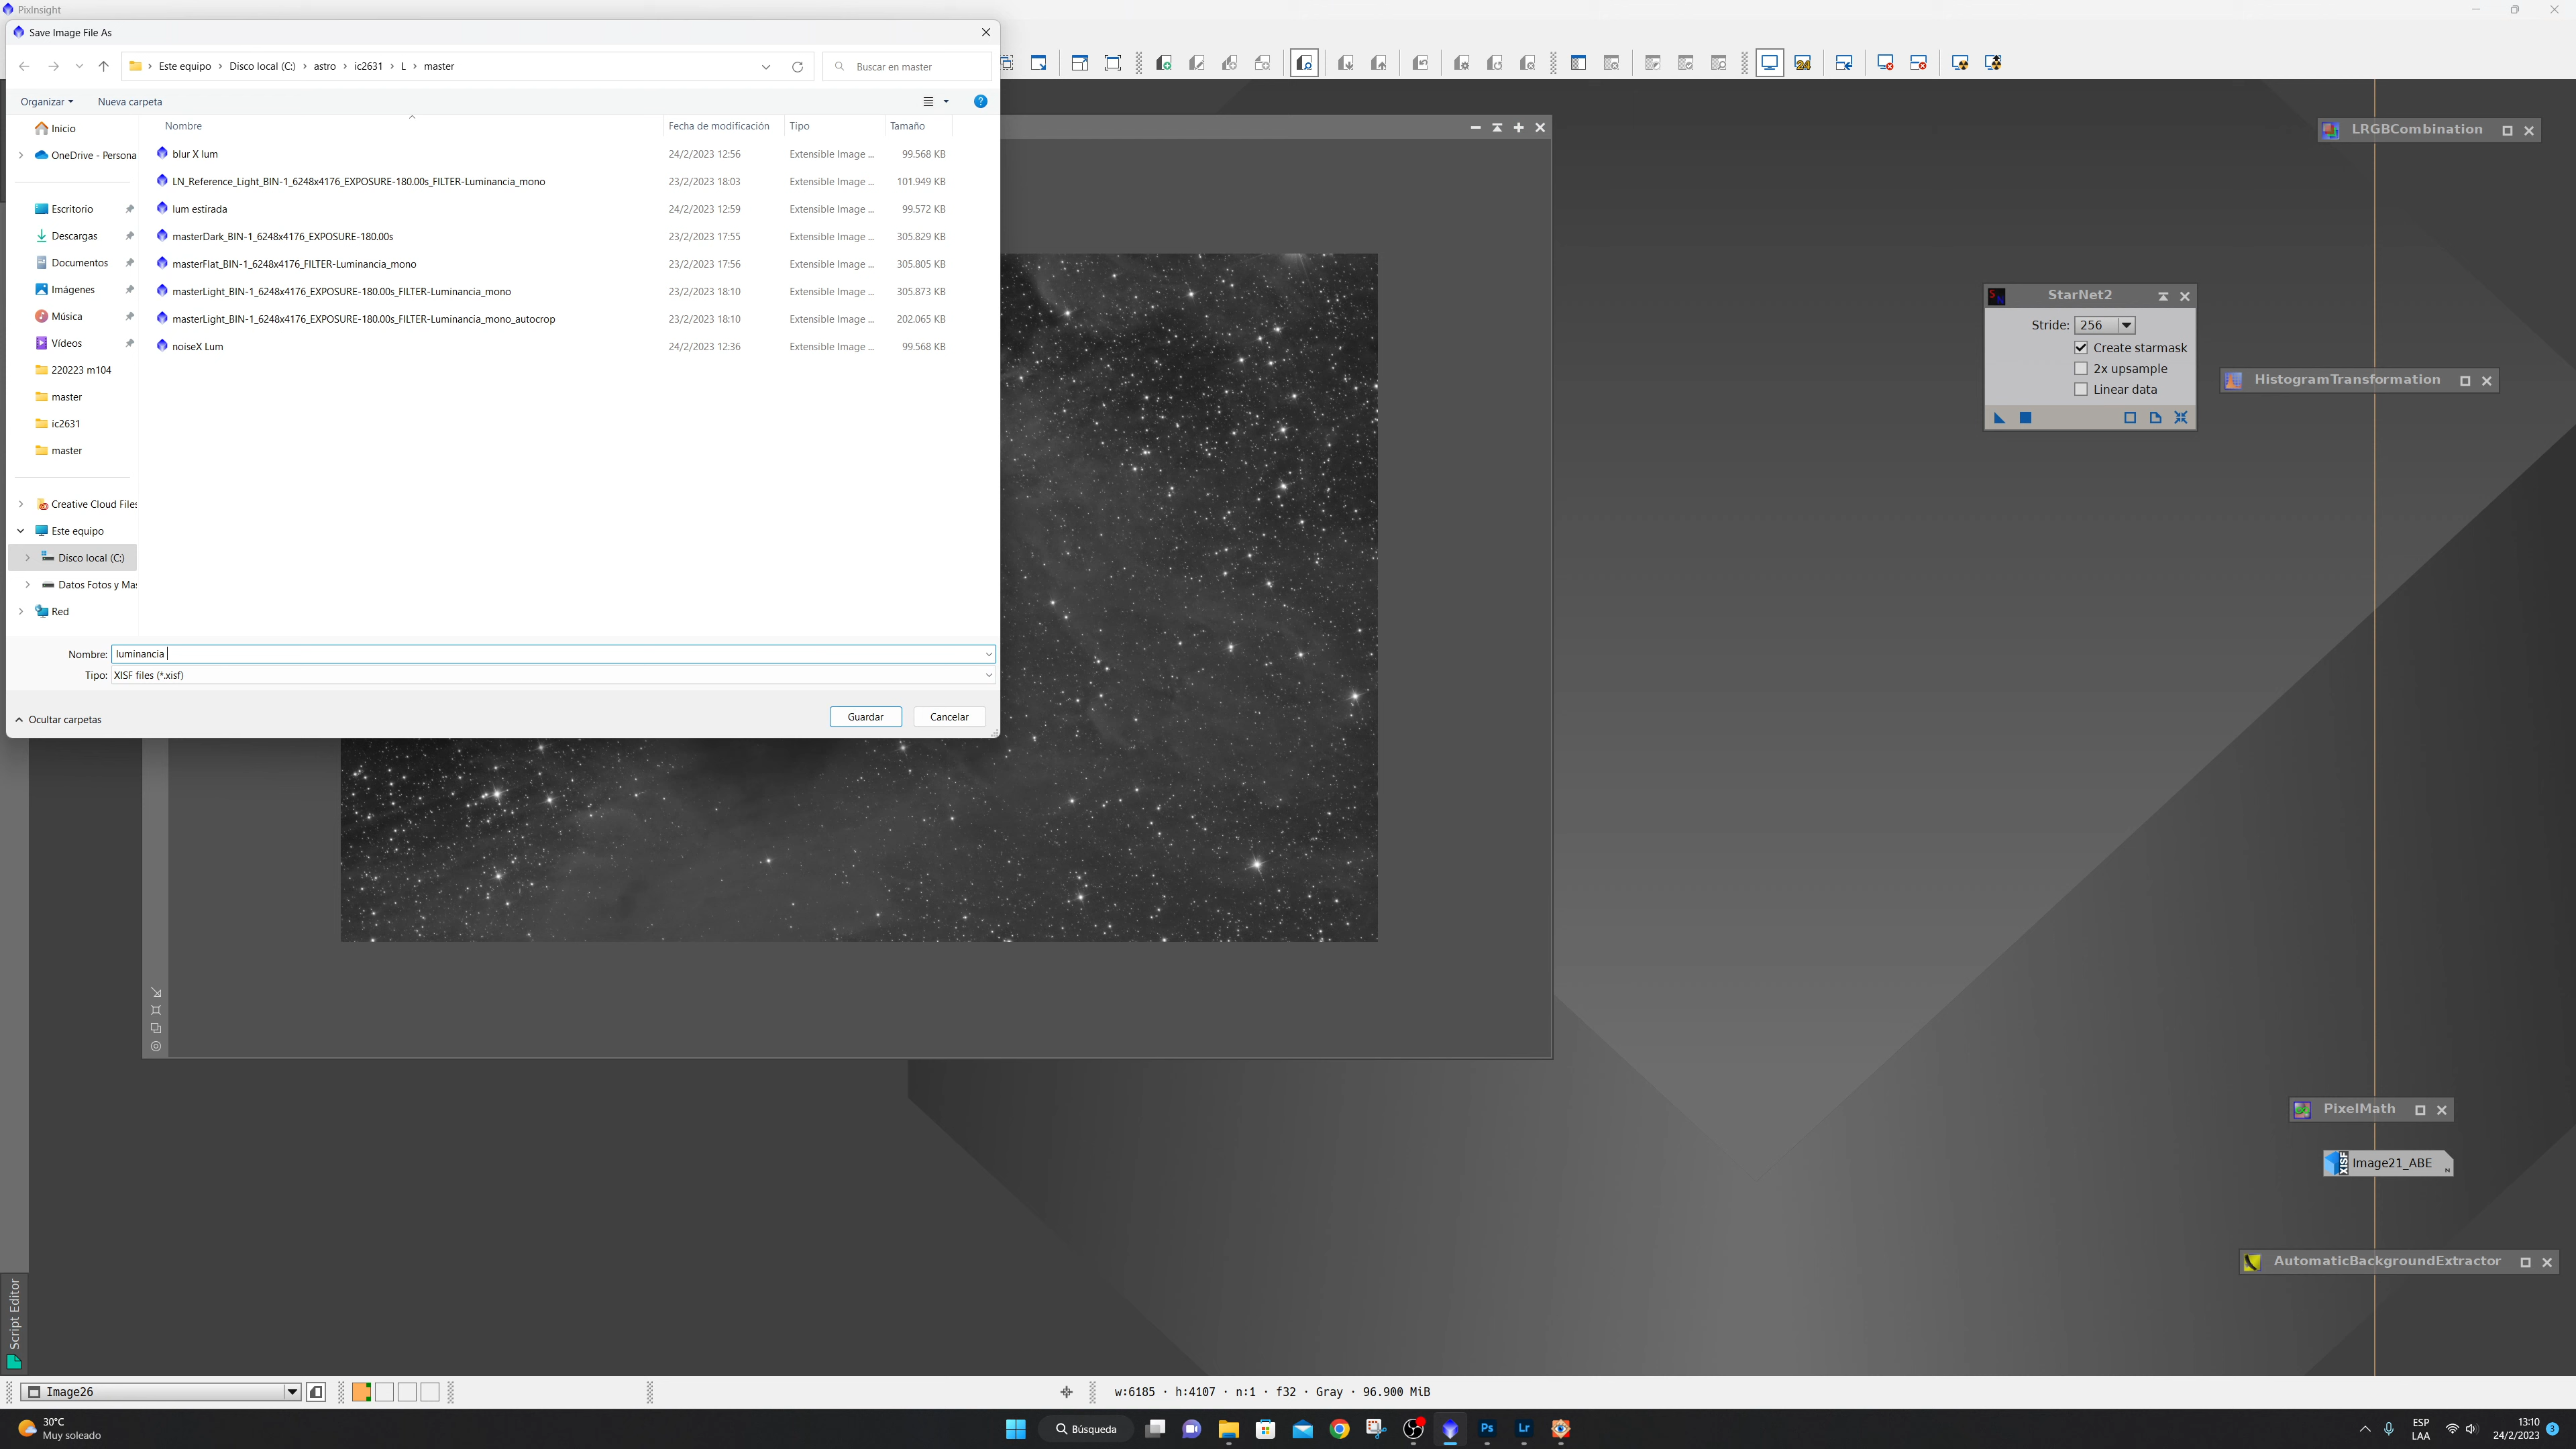 PixInsight
Save Image File As
Este equipo › Disco local (C:) › astro › ic2631 › L › master
Buscar en master
Organizar
Nueva carpeta
Nombre
Fecha de modificación
Tipo
Tamaño
blur X lum 24/2/2023 12:56 Extensible Image ... 99.568 KB
LN_Reference_Light_BIN-1_6248x4176_EXPOSURE-180.00s_FILTER-Luminancia_mono 23/2/2023 18:03 Extensible Image ... 101.949 KB
lum estirada 24/2/2023 12:59 Extensible Image ... 99.572 KB
masterDark_BIN-1_6248x4176_EXPOSURE-180.00s 23/2/2023 17:55 Extensible Image ... 305.829 KB
masterFlat_BIN-1_6248x4176_FILTER-Luminancia_mono 23/2/2023 17:56 Extensible Image ... 305.805 KB
masterLight_BIN-1_6248x4176_EXPOSURE-180.00s_FILTER-Luminancia_mono 23/2/2023 18:10 Extensible Image ... 305.873 KB
masterLight_BIN-1_6248x4176_EXPOSURE-180.00s_FILTER-Luminancia_mono_autocrop 23/2/2023 18:10 Extensible Image ... 202.065 KB
noiseX Lum 24/2/2023 12:36 Extensible Image ... 99.568 KB
Inicio
OneDrive - Persona
Escritorio
Descargas
Documentos
Imágenes
Música
Vídeos
220223 m104
master
ic2631
master
Creative Cloud Files
Este equipo
Disco local (C:)
Datos Fotos y Mas
Red
Nombre: luminancia
Tipo: XISF files (*.xisf)
Ocultar carpetas
Guardar
Cancelar
LRGBCombination
StarNet2
Stride: 256
Create starmask
2x upsample
Linear data
HistogramTransformation
PixelMath
XISF
Image21_ABE
N
AutomaticBackgroundExtractor
Script Editor
Image26
w:6185 · h:4107 · n:1 · f32 · Gray · 96.900 MiB
30°C
Muy soleado
Búsqueda
Ps
Lr
ESP
LAA
13:10
24/2/2023
3
24